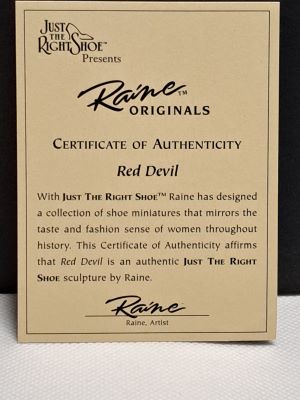 JUST
THE
RIGHT SHOE™
Presents
Raine™
ORIGINALS
CERTIFICATE OF AUTHENTICITY
Red Devil
With JUST THE RIGHT SHOE™ Raine has designed
a collection of shoe miniatures that mirrors the
taste and fashion sense of women throughout
history. This Certificate of Authenticity affirms
that Red Devil is an authentic JUST THE RIGHT
SHOE sculpture by Raine.
Raine
Raine, Artist